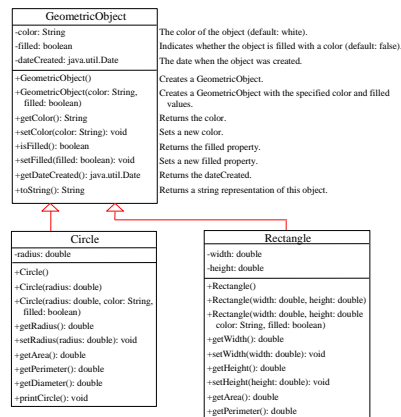 GeometricObject
-color: String
-filled: boolean
-dateCreated: java.util.Date
+GeometricObject()
+GeometricObject(color: String,
filled: boolean)
+getColor(): String
+setColor(color: String): void
+isFilled(): boolean
+setFilled(filled: boolean): void
+getDateCreated(): java.util.Date
+toString(): String
The color of the object (default: white).
Indicates whether the object is filled with a color (default: false).
The date when the object was created.
Creates a GeometricObject.
Creates a GeometricObject with the specified color and filled
values.
Returns the color.
Sets a new color.
Returns the filled property.
Sets a new filled property.
Returns the dateCreated.
Returns a string representation of this object.
Circle
-radius: double
+Circle()
+Circle(radius: double)
+Circle(radius: double, color: String,
filled: boolean)
+getRadius(): double
+setRadius(radius: double): void
+getArea(): double
+getPerimeter(): double
+getDiameter(): double
+printCircle(): void
Rectangle
-width: double
-height: double
+Rectangle()
+Rectangle(width: double, height: double)
+Rectangle(width: double, height: double
color: String, filled: boolean)
+getWidth(): double
+setWidth(width: double): void
+getHeight(): double
+setHeight(height: double): void
+getArea(): double
+getPerimeter(): double